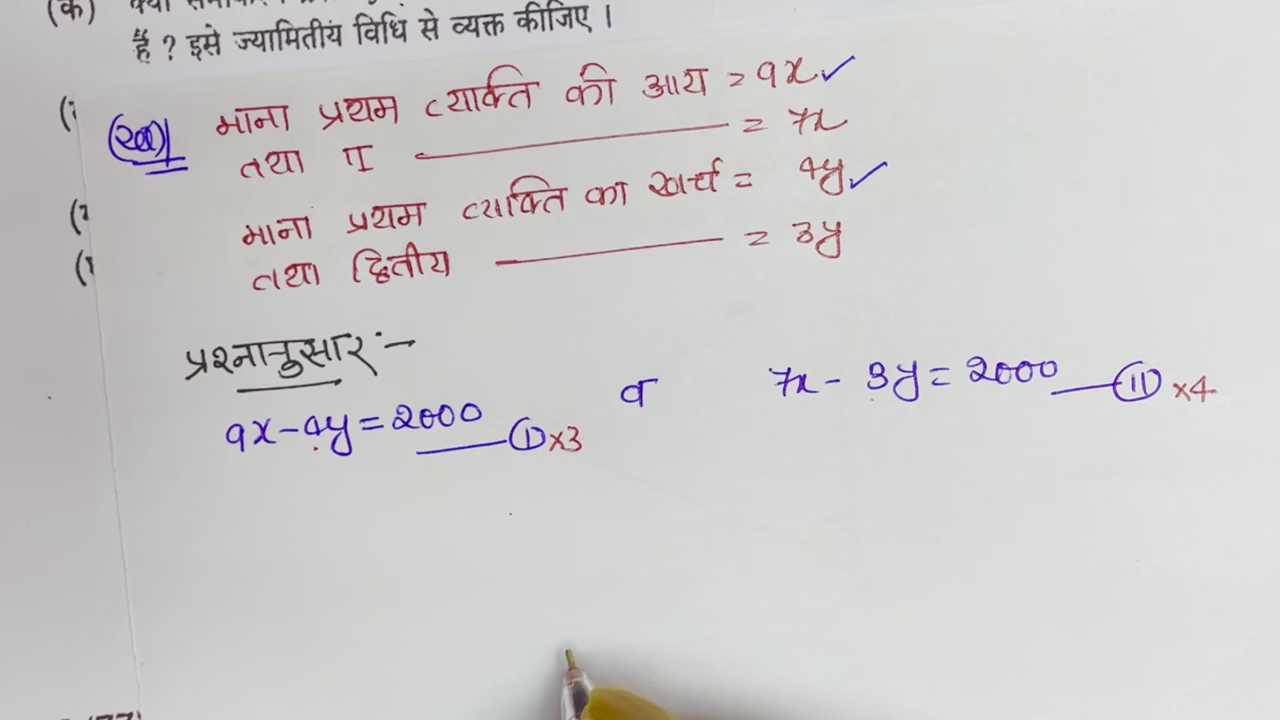 (क)
है ? इसे ज्यामितीय विधि से व्यक्त कीजिए ।
(ख) माना प्रथम व्यक्ति की आय = 9x ✓
तथा II ——— = 7x
माना प्रथम व्यक्ति का खर्च = 4y ✓
तथा द्वितीय ——— = 3y
प्रश्नानुसार :-
9x - 4y = 2000 —— (I) ×3 व 7x - 3y = 2000 —— (II) ×4